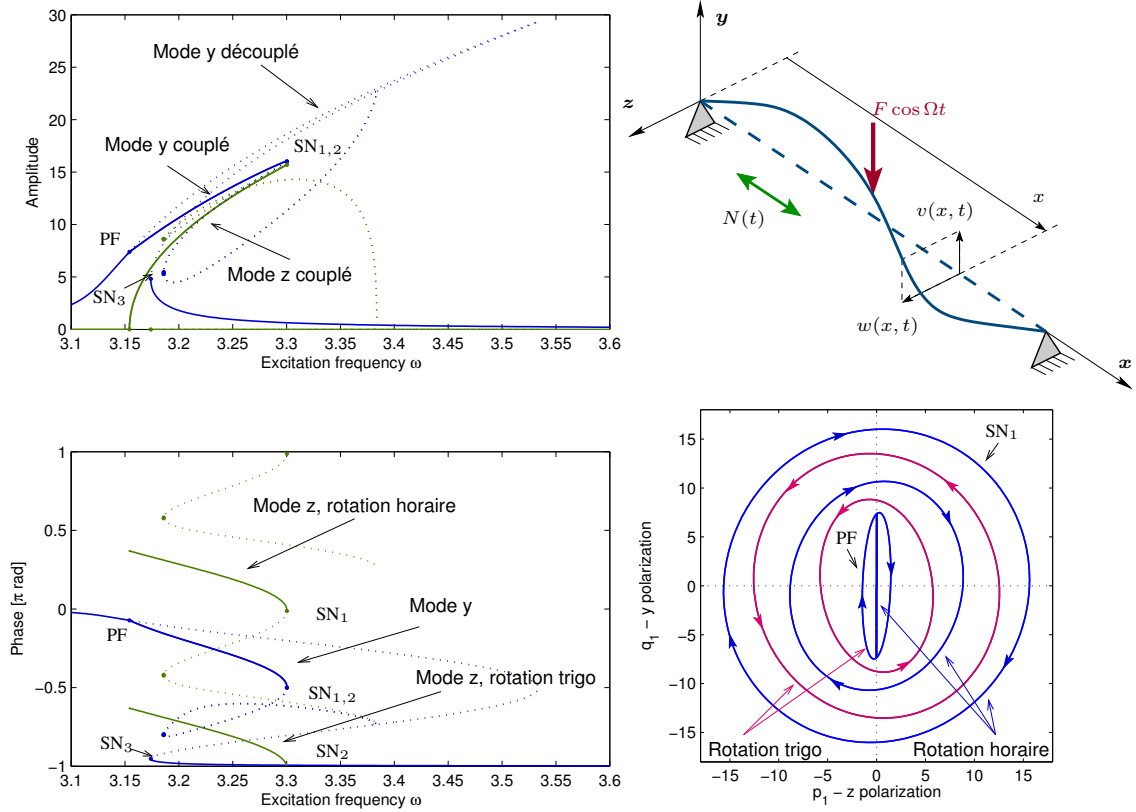 30
25
20
15
10
5
0
Amplitude
Mode y découplé
Mode y couplé
SN1,2
PF
SN3
Mode z couplé
3.1 3.15 3.2 3.25 3.3 3.35 3.4 3.45 3.5 3.55 3.6
Excitation frequency ω
y
z
F cos Ωt
N(t)
x
v(x, t)
w(x, t)
x
1
0.5
0
−0.5
−1
Phase [π rad]
Mode z, rotation horaire
SN1
Mode y
PF
Mode z, rotation trigo
SN1,2
SN3
SN2
3.1 3.15 3.2 3.25 3.3 3.35 3.4 3.45 3.5 3.55 3.6
Excitation frequency ω
15
10
5
0
−5
−10
−15
q1 − y polarization
SN1
PF
Rotation trigo
Rotation horaire
−15 −10 −5 0 5 10 15
p1 − z polarization